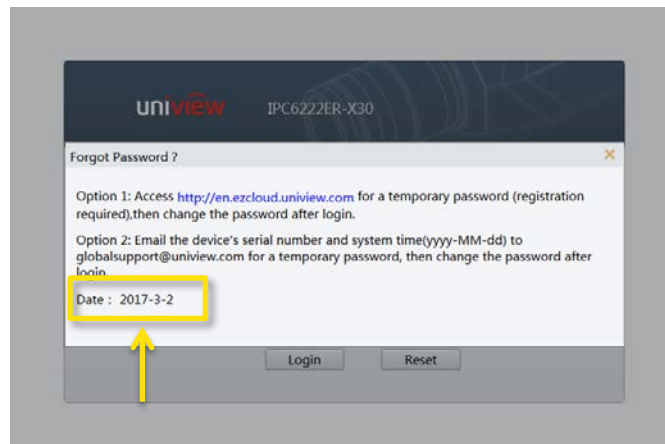 uniview IPC6222ER-X30
Forgot Password ? ×
Option 1: Access http://en.ezcloud.uniview.com for a temporary password (registration
required),then change the password after login.
Option 2: Email the device's serial number and system time(yyyy-MM-dd) to
globalsupport@uniview.com for a temporary password, then change the password after
login.
Date : 2017-3-2
Login Reset